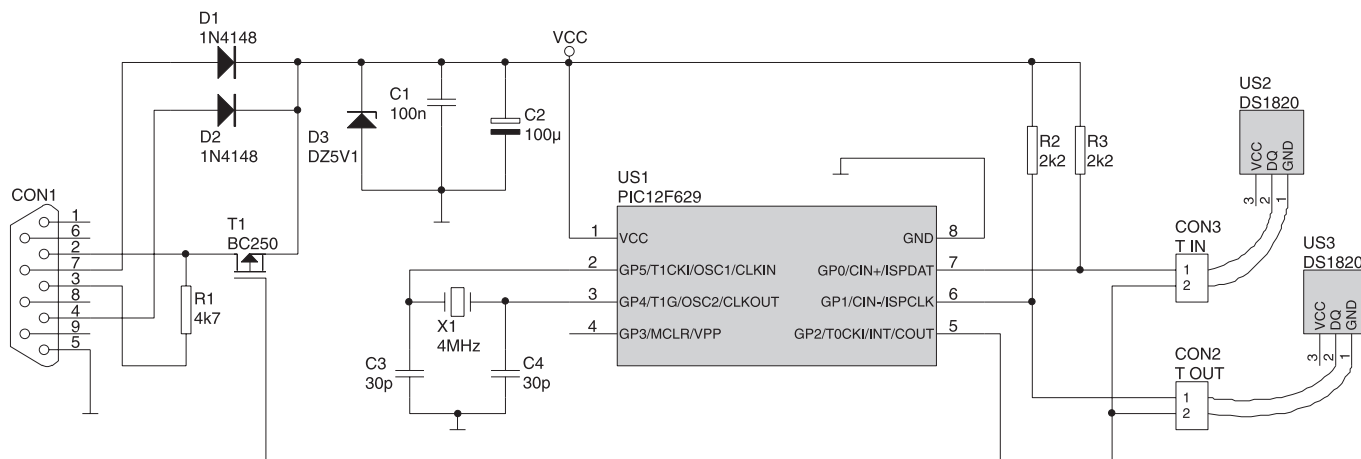 D1
1N4148
D2
1N4148
D3
DZ5V1
C1
100n
C2
100µ
VCC
CON1
1
6
2
7
3
8
4
9
5
T1
BC250
R1
4k7
X1
4MHz
C3
30p
C4
30p
US1
PIC12F629
1 VCC
2 GP5/T1CKI/OSC1/CLKIN
3 GP4/T1G/OSC2/CLKOUT
4 GP3/MCLR/VPP
GND 8
GP0/CIN+/ISPDAT 7
GP1/CIN-/ISPCLK 6
GP2/T0CKI/INT/COUT 5
R2
2k2
R3
2k2
US2
DS1820
VCC
DQ
GND
3
2
1
CON3
T IN
1
2
US3
DS1820
VCC
DQ
GND
3
2
1
CON2
T OUT
1
2